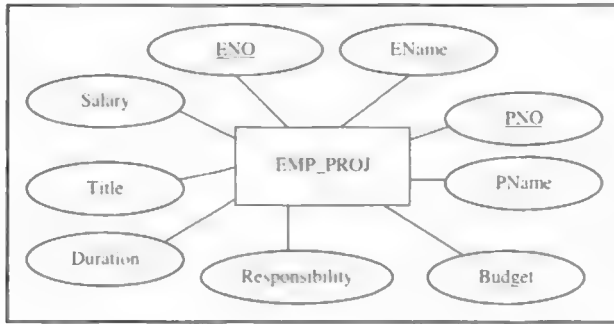 ENO
EName
Salary
PNO
EMP_PROJ
Title
PName
Duration
Responsibility
Budget